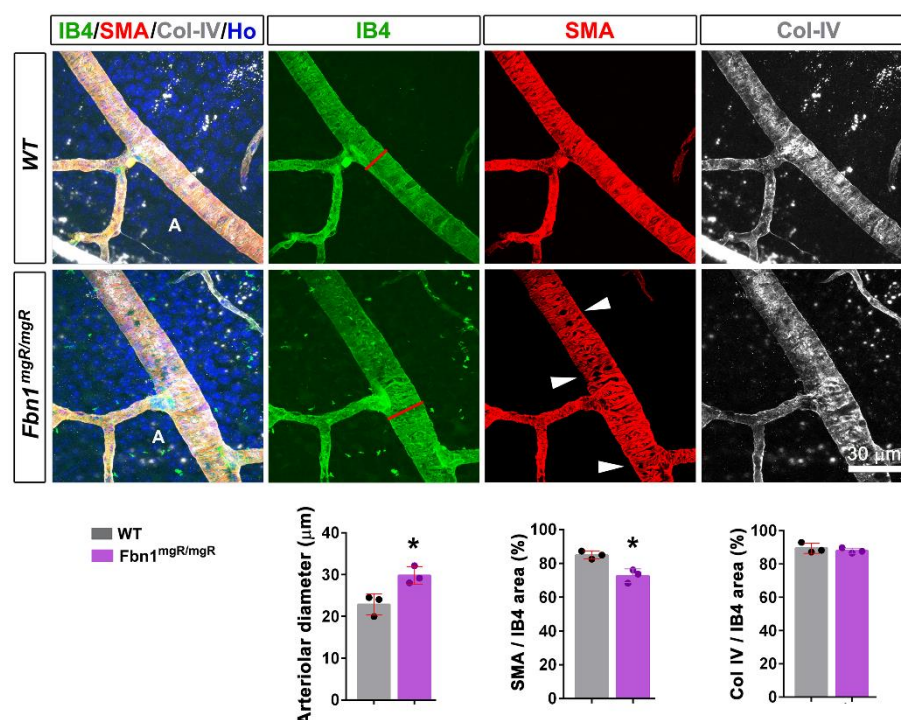 IB4/SMA/Col-IV/Ho
IB4
SMA
Col-IV
WT
A
Fbn1 mgR/mgR
A
30 µm
WT
Fbn1mgR/mgR
Arteriolar diameter (µm)
40
30
20
10
0
*
SMA / IB4 area (%)
100
80
60
40
20
0
*
Col IV / IB4 area (%)
100
80
60
40
20
0